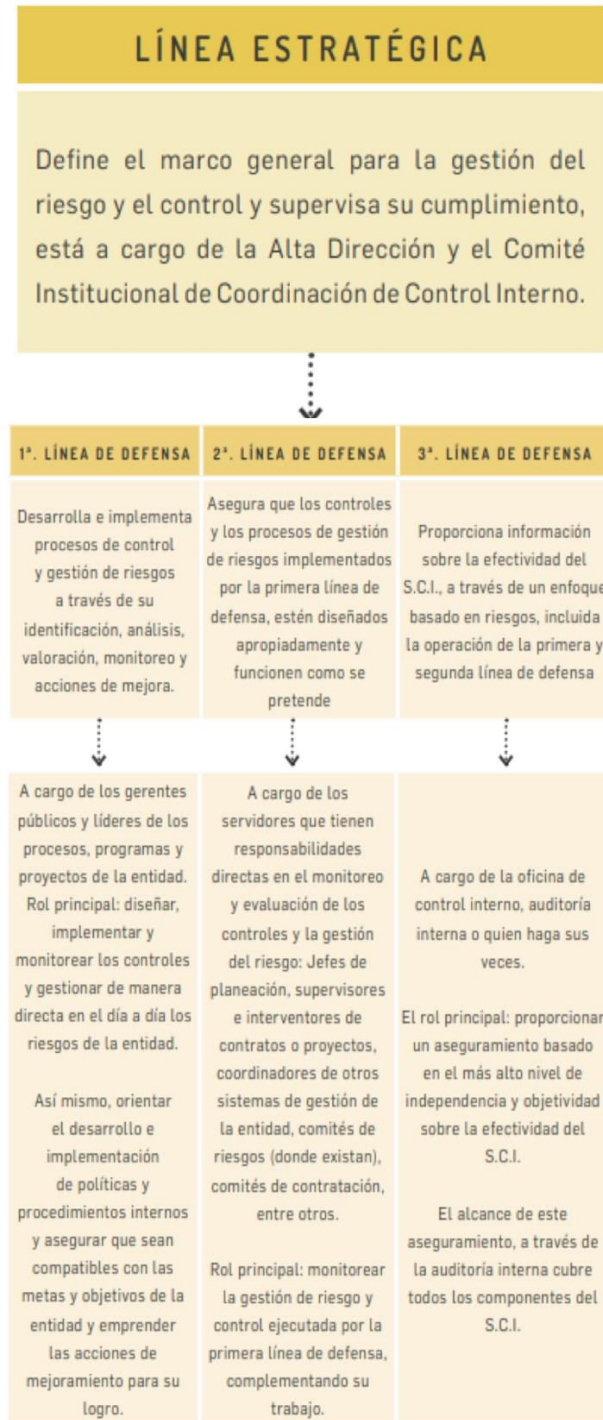 LÍNEA ESTRATÉGICA
Define el marco general para la gestión del
riesgo y el control y supervisa su cumplimiento,
está a cargo de la Alta Dirección y el Comité
Institucional de Coordinación de Control Interno.
1ª. LÍNEA DE DEFENSA
Desarrolla e implementa
procesos de control
y gestión de riesgos
a través de su
identificación, análisis,
valoración, monitoreo y
acciones de mejora.
A cargo de los gerentes
públicos y líderes de los
procesos, programas y
proyectos de la entidad.
Rol principal: diseñar,
implementar y
monitorear los controles
y gestionar de manera
directa en el día a día los
riesgos de la entidad.
Así mismo, orientar
el desarrollo e
implementación
de políticas y
procedimientos internos
y asegurar que sean
compatibles con las
metas y objetivos de la
entidad y emprender
las acciones de
mejoramiento para su
logro.
2ª. LÍNEA DE DEFENSA
Asegura que los controles
y los procesos de gestión
de riesgos implementados
por la primera línea de
defensa, estén diseñados
apropiadamente y
funcionen como se
pretende
A cargo de los
servidores que tienen
responsabilidades
directas en el monitoreo
y evaluación de los
controles y la gestión
del riesgo: Jefes de
planeación, supervisores
e interventores de
contratos o proyectos,
coordinadores de otros
sistemas de gestión de
la entidad, comités de
riesgos (donde existan),
comités de contratación,
entre otros.
Rol principal: monitorear
la gestión de riesgo y
control ejecutada por la
primera línea de defensa,
complementando su
trabajo.
3ª. LÍNEA DE DEFENSA
Proporciona información
sobre la efectividad del
S.C.I., a través de un enfoque
basado en riesgos, incluida
la operación de la primera y
segunda línea de defensa
A cargo de la oficina de
control interno, auditoría
interna o quien haga sus
veces.
El rol principal: proporcionar
un aseguramiento basado
en el más alto nivel de
independencia y objetividad
sobre la efectividad del
S.C.I.
El alcance de este
aseguramiento, a través de
la auditoría interna cubre
todos los componentes del
S.C.I.